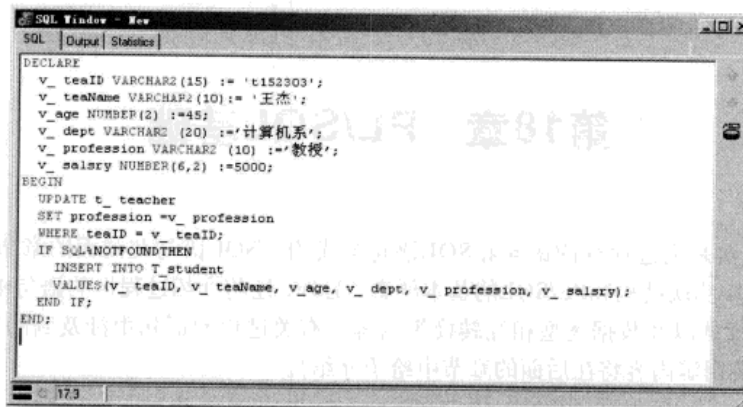 SQL Window - New
SQL Output Statistics
DECLARE
v_ teaID VARCHAR2(15) := 't152303';
v_ teaName VARCHAR2(10):= '王杰';
v_age NUMBER(2) :=45;
v_ dept VARCHAR2 (20) :='计算机系';
v_ profession VARCHAR2 (10) :='教授';
v_ salsry NUMBER(6,2) :=5000;
BEGIN
UPDATE t_ teacher
SET profession =v_ profession
WHERE teaID = v_ teaID;
IF SQL%NOTFOUNDTHEN
INSERT INTO T_student
VALUES(v_ teaID, v_ teaName, v_age, v_ dept, v_ profession, v_ salsry);
END IF;
END;
17.3